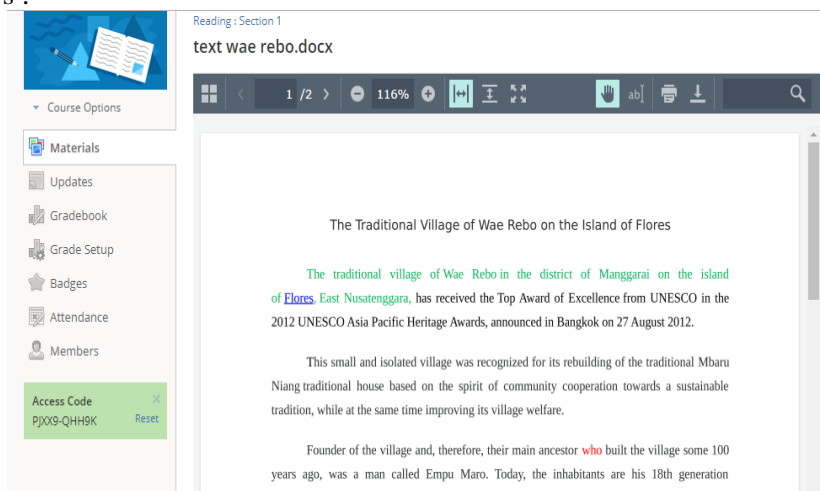 s :
Reading : Section 1
text wae rebo.docx
1 /2
116%
ab
Course Options
Materials
Updates
Gradebook
Grade Setup
Badges
Attendance
Members
Access Code
PJXX9-QHH9K Reset
The Traditional Village of Wae Rebo on the Island of Flores
The traditional village of Wae Rebo in the district of Manggarai on the island
of Flores, East Nusatenggara, has received the Top Award of Excellence from UNESCO in the
2012 UNESCO Asia Pacific Heritage Awards, announced in Bangkok on 27 August 2012.
This small and isolated village was recognized for its rebuilding of the traditional Mbaru
Niang traditional house based on the spirit of community cooperation towards a sustainable
tradition, while at the same time improving its village welfare.
Founder of the village and, therefore, their main ancestor who built the village some 100
years ago, was a man called Empu Maro. Today, the inhabitants are his 18th generation